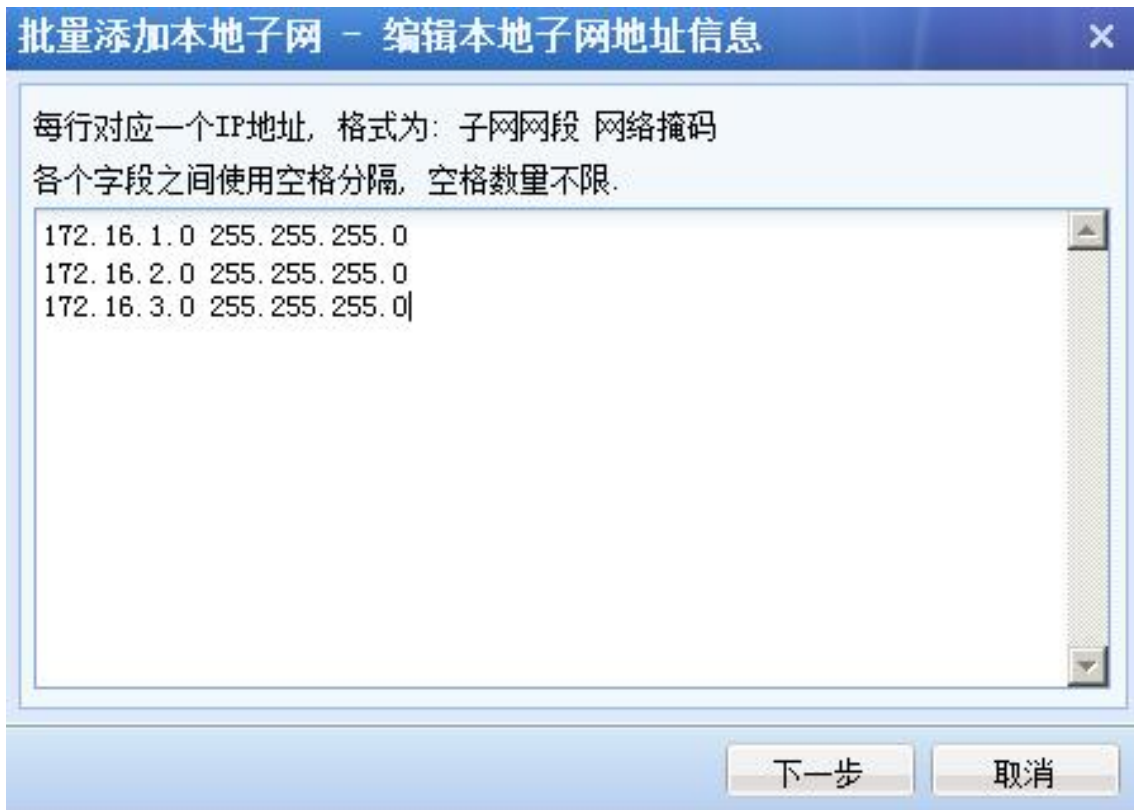 批量添加本地子网 - 编辑本地子网地址信息
每行对应一个IP地址, 格式为: 子网网段 网络掩码
各个字段之间使用空格分隔, 空格数量不限.
172.16.1.0 255.255.255.0
172.16.2.0 255.255.255.0
172.16.3.0 255.255.255.0
下一步 取消